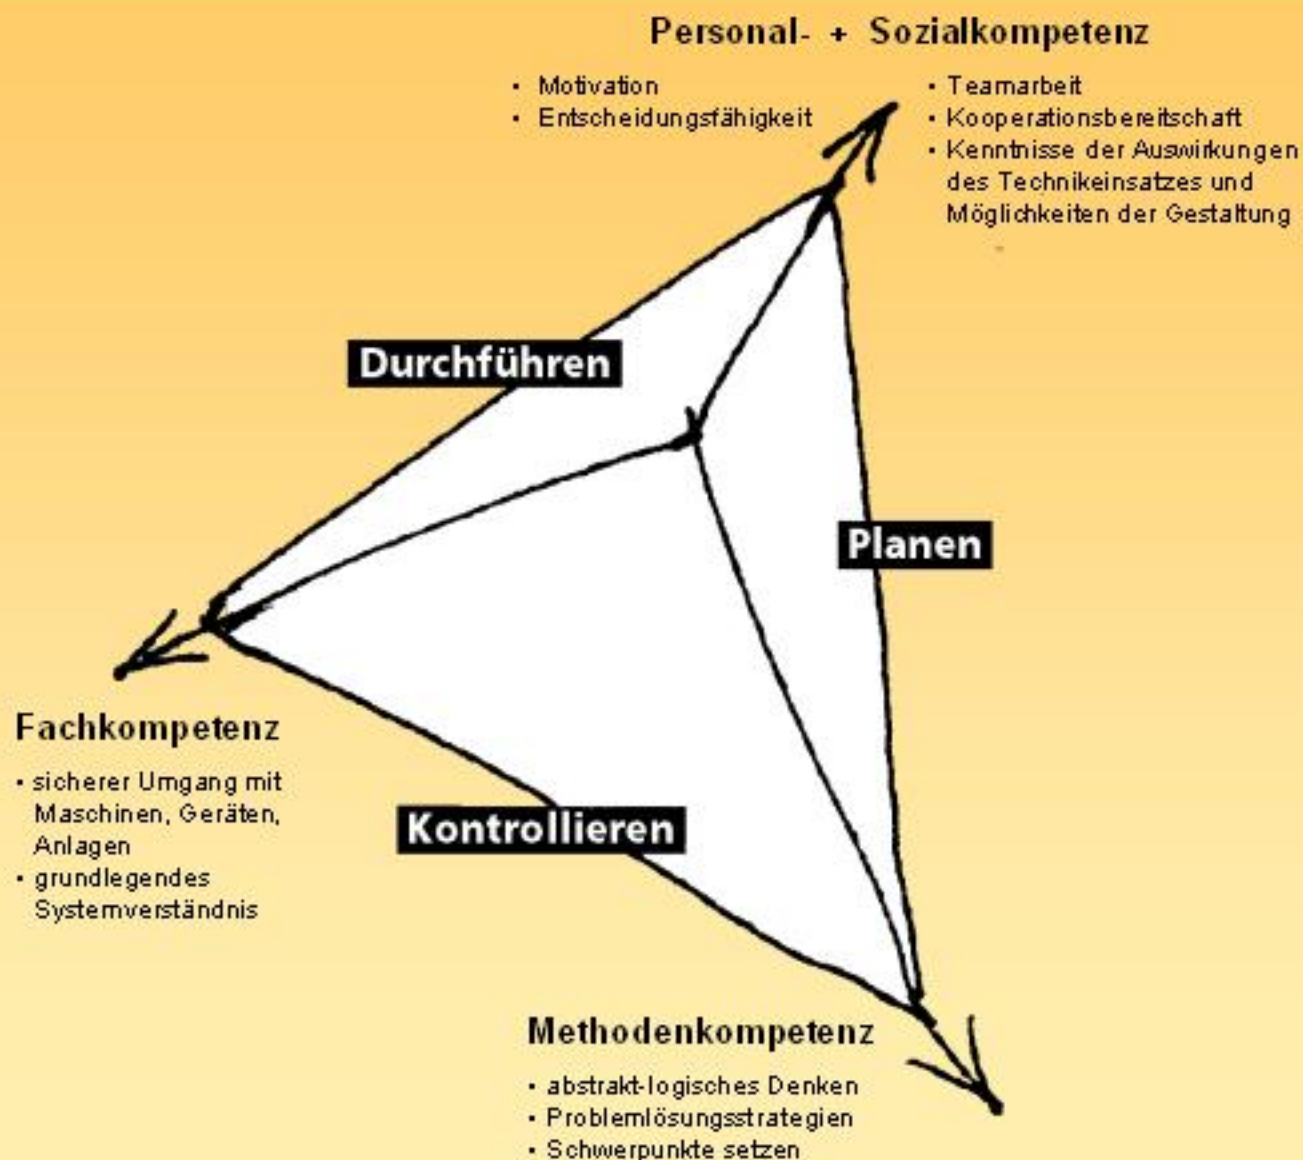 Personal- + Sozialkompetenz
• Motivation
• Entscheidungsfähigkeit
• Teamarbeit
• Kooperationsbereitschaft
• Kenntnisse der Auswirkungen
des Technikeinsatzes und
Möglichkeiten der Gestaltung
Durchführen
Planen
Fachkompetenz
• sicherer Umgang mit
Maschinen, Geräten,
Anlagen
• grundlegendes
Systemverständnis
Kontrollieren
Methodenkompetenz
• abstrakt-logisches Denken
• Problemlösungsstrategien
• Schwerpunkte setzen